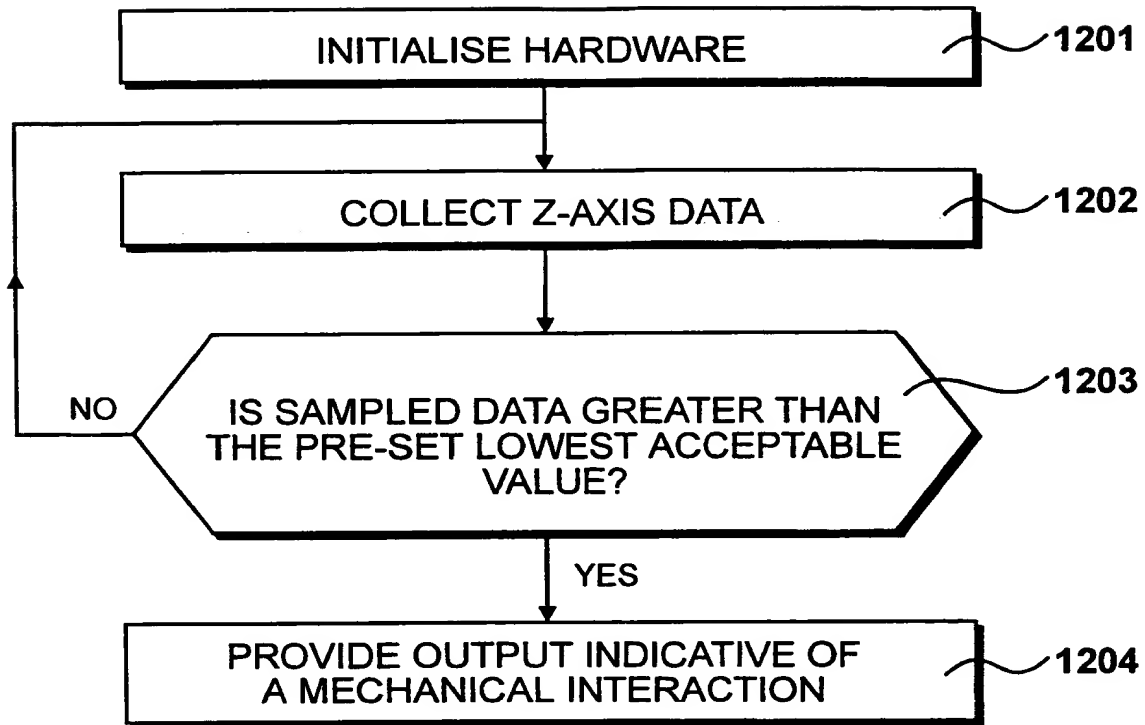 INITIALISE HARDWARE
1201
COLLECT Z-AXIS DATA
1202
IS SAMPLED DATA GREATER THAN
THE PRE-SET LOWEST ACCEPTABLE
VALUE?
1203
NO
YES
PROVIDE OUTPUT INDICATIVE OF
A MECHANICAL INTERACTION
1204